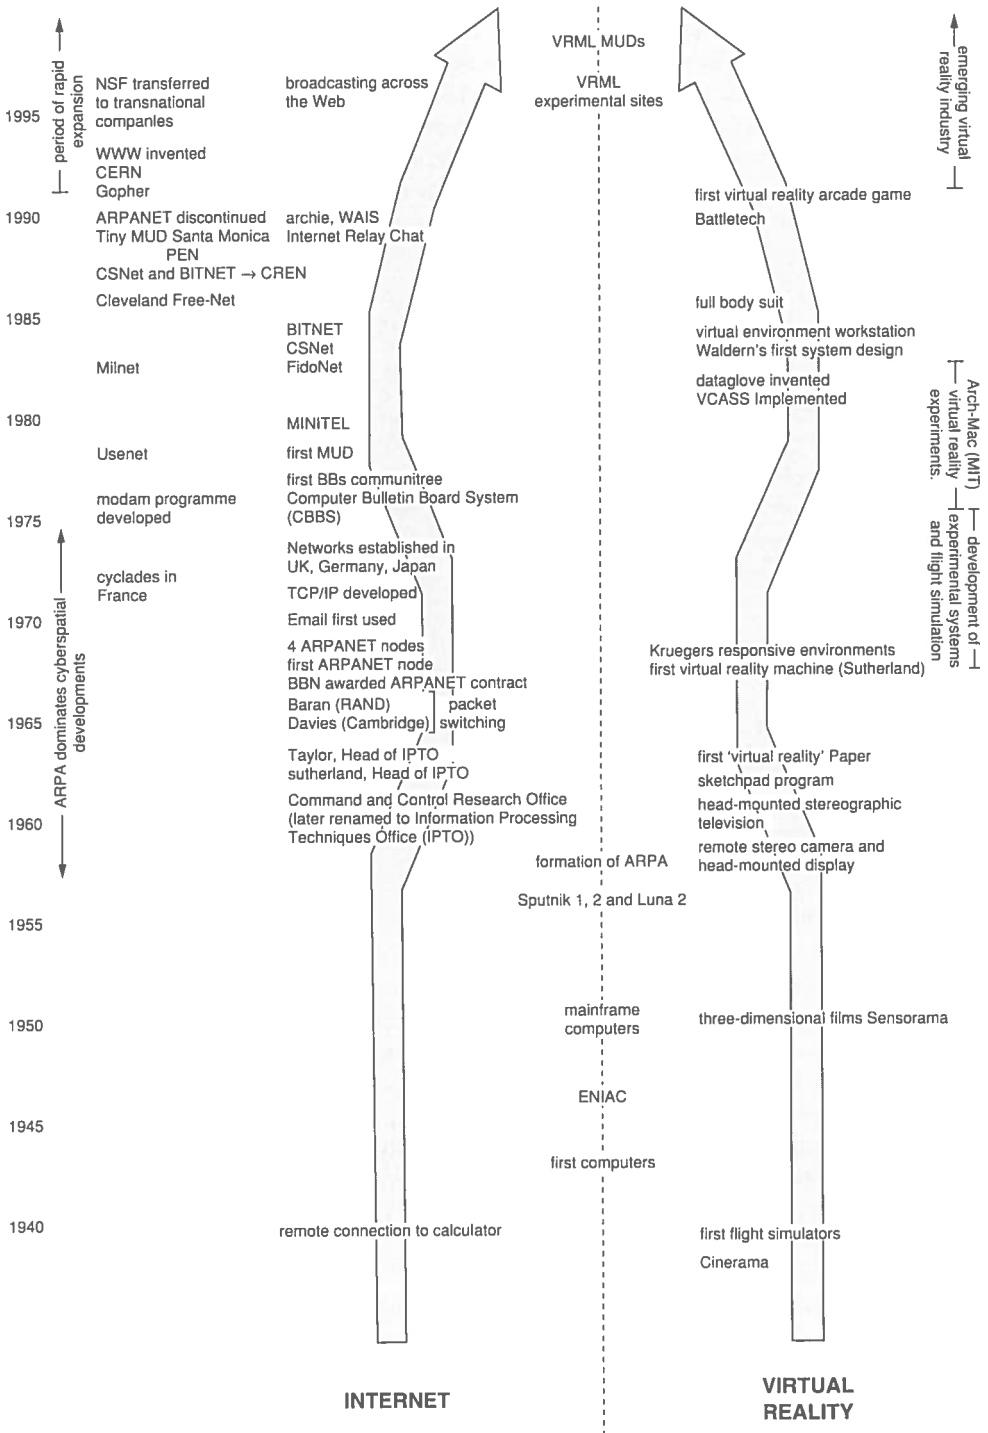 VRML MUDs
period of rapid
expansion
NSF transferred
to transnational
companles
broadcasting across
the Web
VRML
experimental sites
emerging virtual
reality industry
1995
WWW invented
CERN
Gopher
first virtual reality arcade game
1990
ARPANET discontinued
archie, WAIS
Battletech
Tiny MUD Santa Monica
PEN
Internet Relay Chat
CSNet and BITNET → CREN
Cleveland Free-Net
full body suit
1985
BITNET
CSNet
FidoNet
virtual environment workstation
Waldern's first system design
Milnet
dataglove invented
VCASS Implemented
Arch-Mac (MIT)
virtual reality
experiments.
1980
MINITEL
Usenet
first MUD
first BBs communitree
modam programme
developed
Computer Bulletin Board System
(CBBS)
1975
Networks established in
UK, Germany, Japan
development of
experimental systems
and flight simulation
cyclades in
France
TCP/IP developed
1970
Email first used
ARPA dominates cyberspatial
developments
4 ARPANET nodes
first ARPANET node
BBN awarded ARPANET contract
Kruegers responsive environments
first virtual reality machine (Sutherland)
Baran (RAND)
Davies (Cambridge)
packet
switching
1965
Taylor, Head of IPTO
sutherland, Head of IPTO
first 'virtual reality' Paper
sketchpad program
Command and Control Research Office
(later renamed to Information Processing
Techniques Office (IPTO))
head-mounted stereographic
television
1960
remote stereo camera and
head-mounted display
formation of ARPA
Sputnik 1, 2 and Luna 2
1955
mainframe
computers
three-dimensional films Sensorama
1950
ENIAC
1945
first computers
1940
remote connection to calculator
first flight simulators
Cinerama
INTERNET
VIRTUAL
REALITY